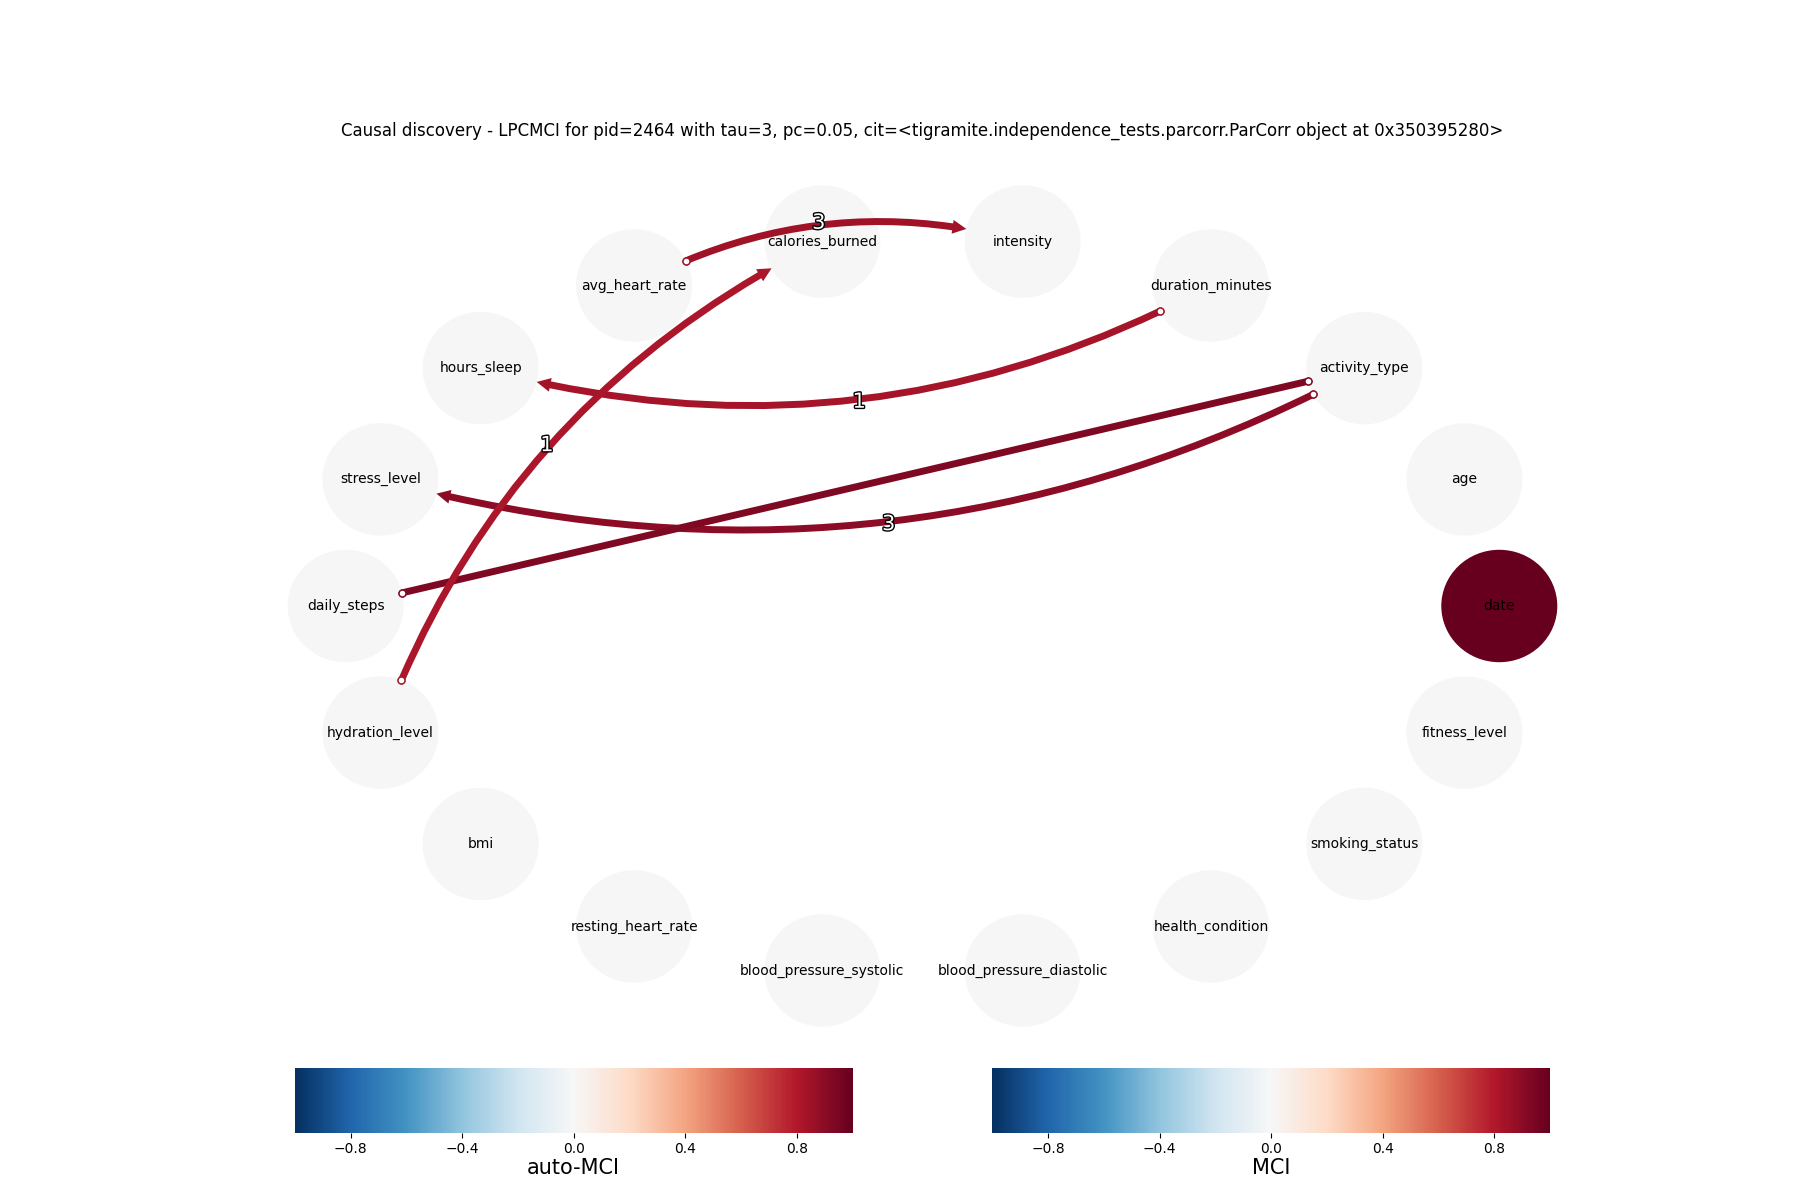 Causal discovery - LPCMCI for pid=2464 with tau=3, pc=0.05, cit=<tigramite.independence_tests.parcorr.ParCorr object at 0x350395280>
3
calories_burned
intensity
avg_heart_rate
duration_minutes
hours_sleep
activity_type
1
1
stress_level
age
3
daily_steps
date
hydration_level
fitness_level
bmi
smoking_status
resting_heart_rate
health_condition
blood_pressure_systolic
blood_pressure_diastolic
−0.8 −0.4 0.0 0.4 0.8
auto-MCI
−0.8 −0.4 0.0 0.4 0.8
MCI